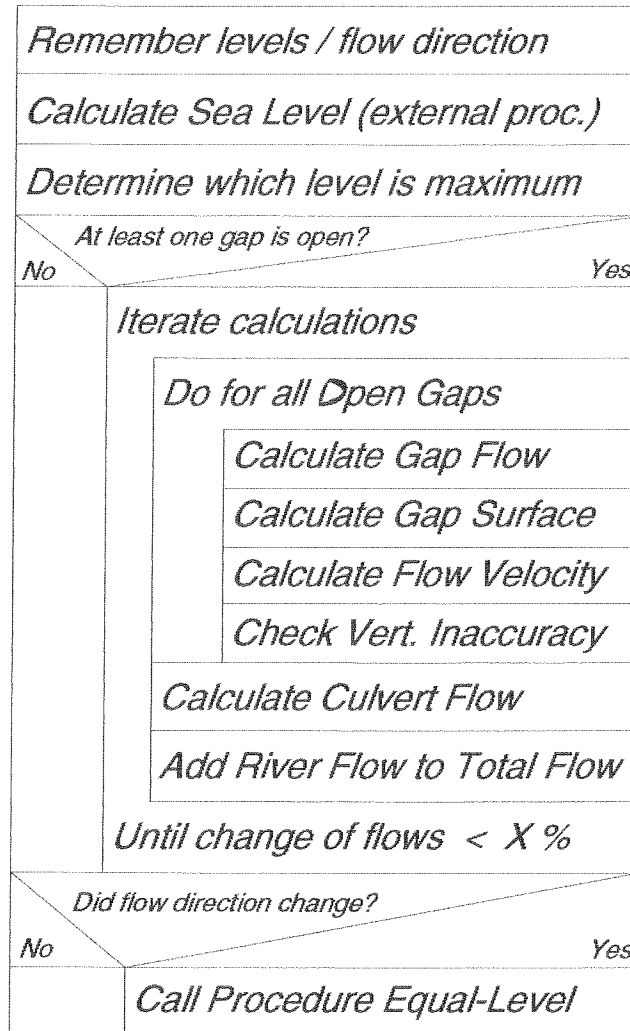 Remember levels / flow direction
Calculate Sea Level (external proc.)
Determine which level is maximum
At least one gap is open?
No Yes
Iterate calculations
Do for all Open Gaps
Calculate Gap Flow
Calculate Gap Surface
Calculate Flow Velocity
Check Vert. Inaccuracy
Calculate Culvert Flow
Add River Flow to Total Flow
Until change of flows < X %
Did flow direction change?
No Yes
Call Procedure Equal-Level